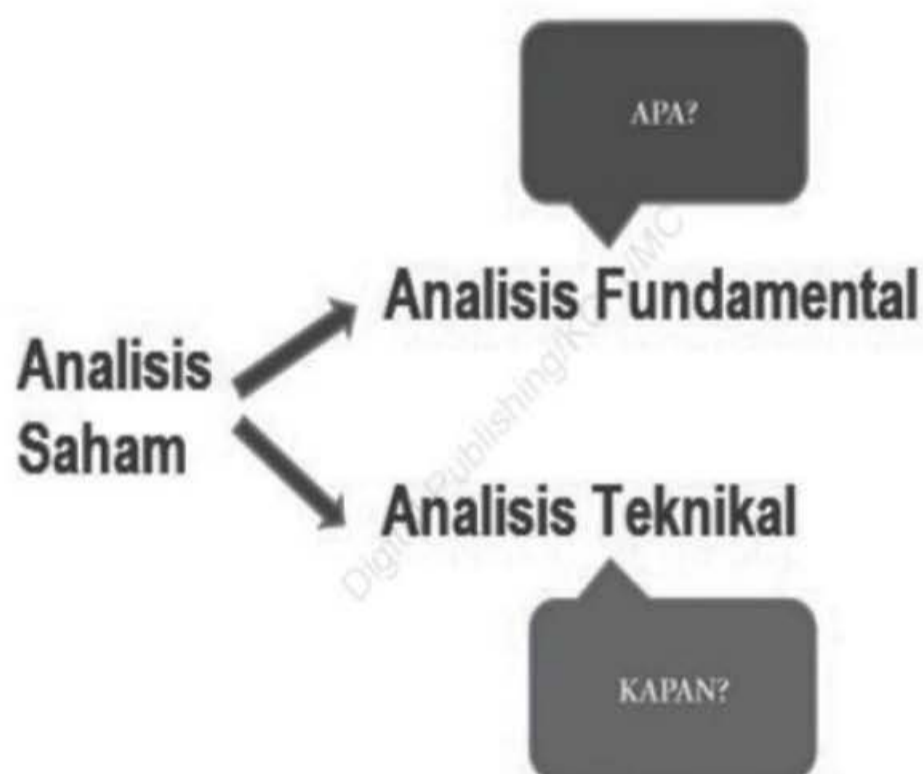 APA?
Analisis Fundamental
Analisis
Saham
Analisis Teknikal
KAPAN?